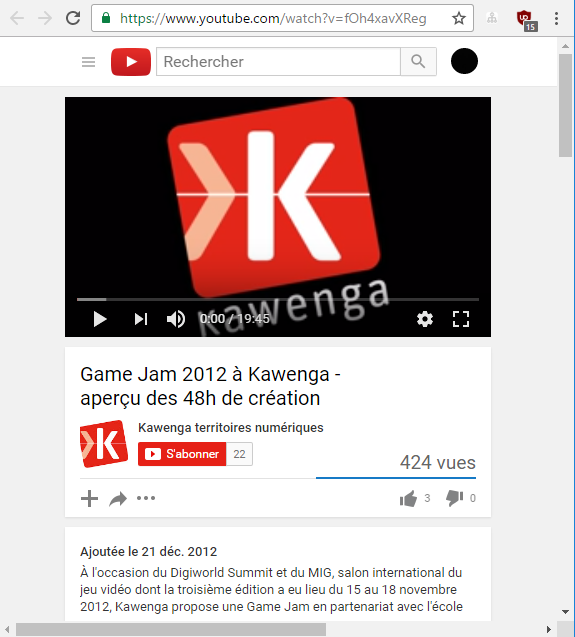 https://www.youtube.com/watch?v=fOh4xavXReg
15
Rechercher
kawenga
0:00 / 19:45
Game Jam 2012 à Kawenga -
aperçu des 48h de création
Kawenga territoires numériques
S'abonner 22
424 vues
3 0
Ajoutée le 21 déc. 2012
À l'occasion du Digiworld Summit et du MIG, salon international du
jeu vidéo dont la troisième édition a eu lieu du 15 au 18 novembre
2012, Kawenga propose une Game Jam en partenariat avec l'école